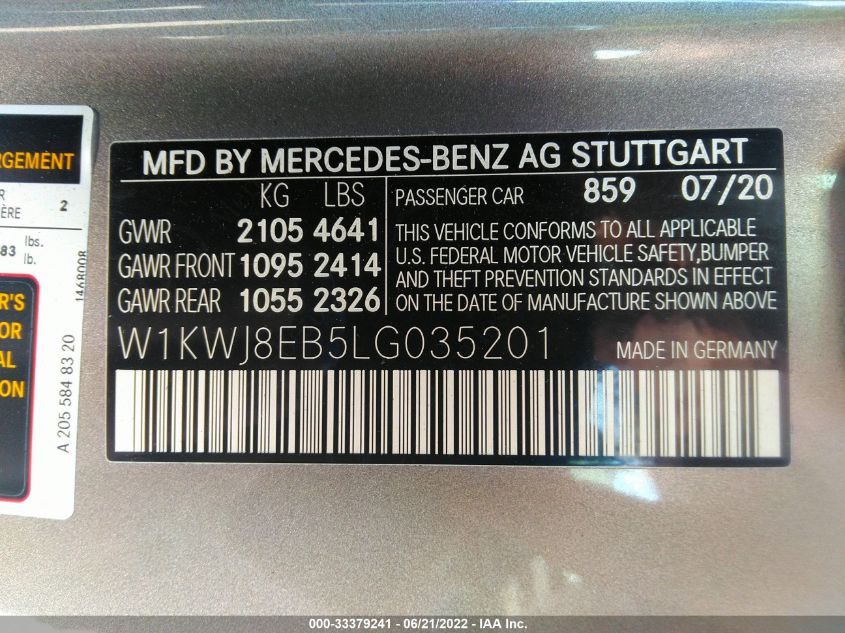 RGEMENT
R
ÈRE 2
83 lbs.
lb.
146800R
R'S
OR
AL
ON
A 205 584 83 20
MFD BY MERCEDES-BENZ AG STUTTGART
KG LBS
GVWR 2105 4641
GAWR FRONT 1095 2414
GAWR REAR 1055 2326
PASSENGER CAR 859 07/20
THIS VEHICLE CONFORMS TO ALL APPLICABLE
U.S. FEDERAL MOTOR VEHICLE SAFETY,BUMPER
AND THEFT PREVENTION STANDARDS IN EFFECT
ON THE DATE OF MANUFACTURE SHOWN ABOVE
W1KWJ8EB5LG035201 MADE IN GERMANY
000-33379241 - 06/21/2022 - IAA Inc.